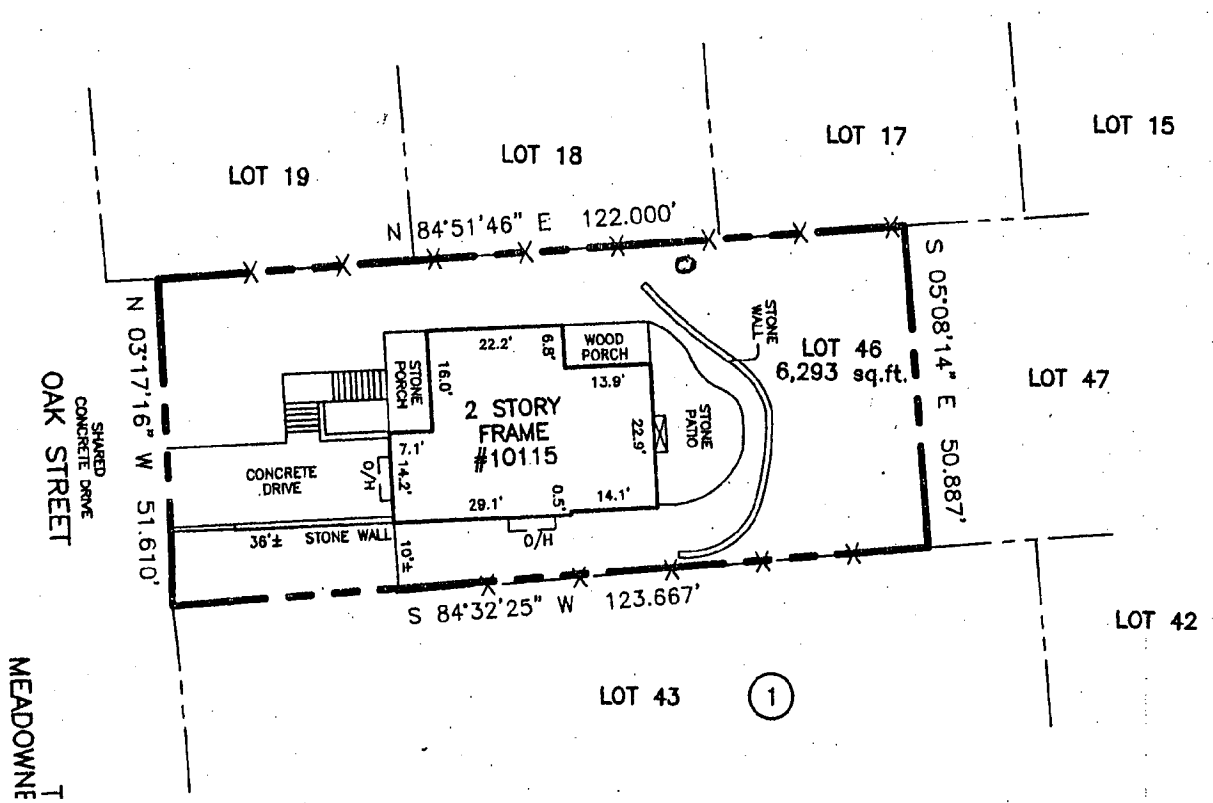 LOT 19
LOT 18
LOT 17
LOT 15
N 84°51'46" E 122.000'
N 03°17'16" W 51.610'
S 05°08'14" E 50.887'
S 84°32'25" W 123.667'
STONE
WALL
LOT 46
6,293 sq.ft.
LOT 47
22.2'
6.8'
WOOD
PORCH
13.9'
STONE
PORCH
16.0'
2 STORY
FRAME
#10115
22.9'
STONE
PATIO
7.1'
14.2'
O/H
CONCRETE
DRIVE
29.1'
0.5'
14.1'
O/H
36'± STONE WALL
10'±
SHARED
CONCRETE DRIVE
OAK STREET
LOT 43
1
LOT 42
T
MEADOWNE